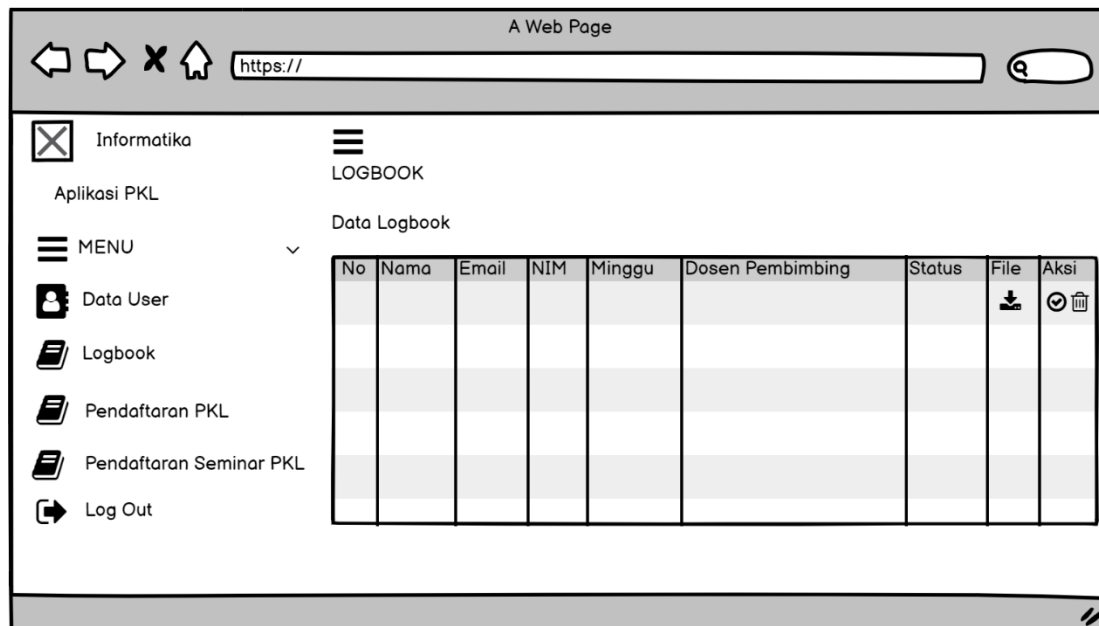 A Web Page
https://
Informatika
Aplikasi PKL
MENU
Data User
Logbook
Pendaftaran PKL
Pendaftaran Seminar PKL
Log Out
LOGBOOK
Data Logbook
No Nama Email NIM Minggu Dosen Pembimbing Status File Aksi